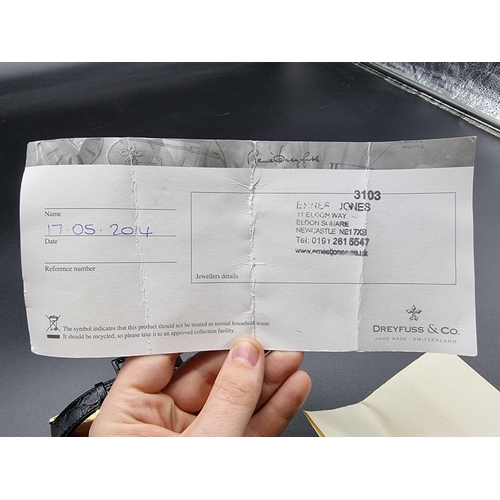 René Dreyfuss
Name
17-05-2014
Date
Reference number
Jewellers details
3103
JONES
11 ELDON WAY
ELDON SQUARE
NEWCASTLE NE1 7XB
Tel: 0191 261 5547
www.ernestjones.co.uk
The symbol indicates that this product should not be treated as normal household waste.
It should be recycled, so please take it to an approved collection facility.
DREYFUSS & CO.
HAND MADE · SWITZERLAND